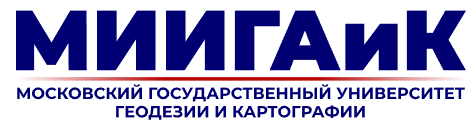 МИИГАиК
МОСКОВСКИЙ ГОСУДАРСТВЕННЫЙ УНИВЕРСИТЕТ
ГЕОДЕЗИИ И КАРТОГРАФИИ